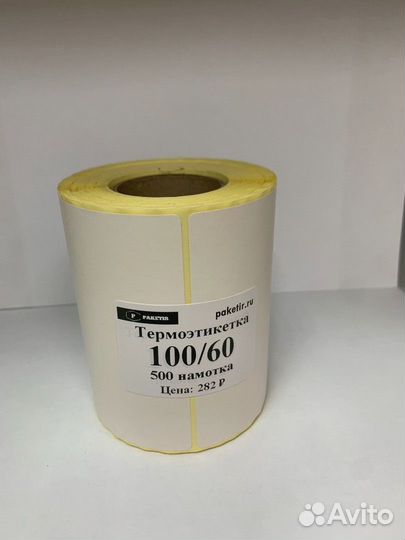 P PAKETIR
paketir.ru
Термоэтикетка
100/60
500 намотка
Цена: 282 ₽
Avito